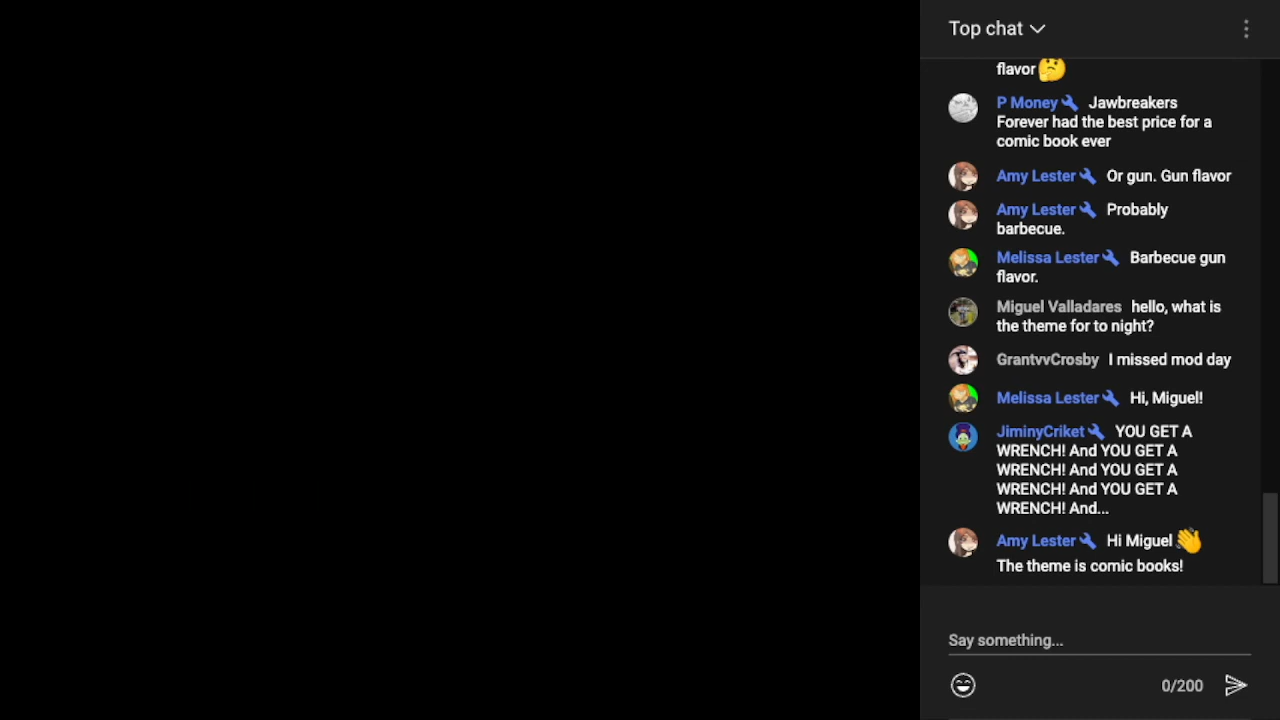 Top chat
flavor
P Money Jawbreakers
Forever had the best price for a
comic book ever
Amy Lester Or gun. Gun flavor
Amy Lester Probably
barbecue.
Melissa Lester Barbecue gun
flavor.
Miguel Valladares hello, what is
the theme for to night?
GrantvvCrosby I missed mod day
Melissa Lester Hi, Miguel!
JiminyCriket YOU GET A
WRENCH! And YOU GET A
WRENCH! And YOU GET A
WRENCH! And YOU GET A
WRENCH! And...
Amy Lester Hi Miguel
The theme is comic books!
Say something...
0/200